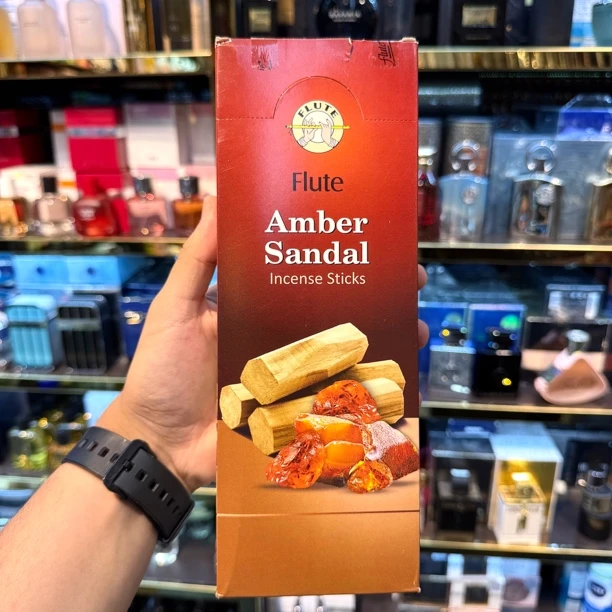 FLUTE
Flute
Amber
Sandal
Incense Sticks